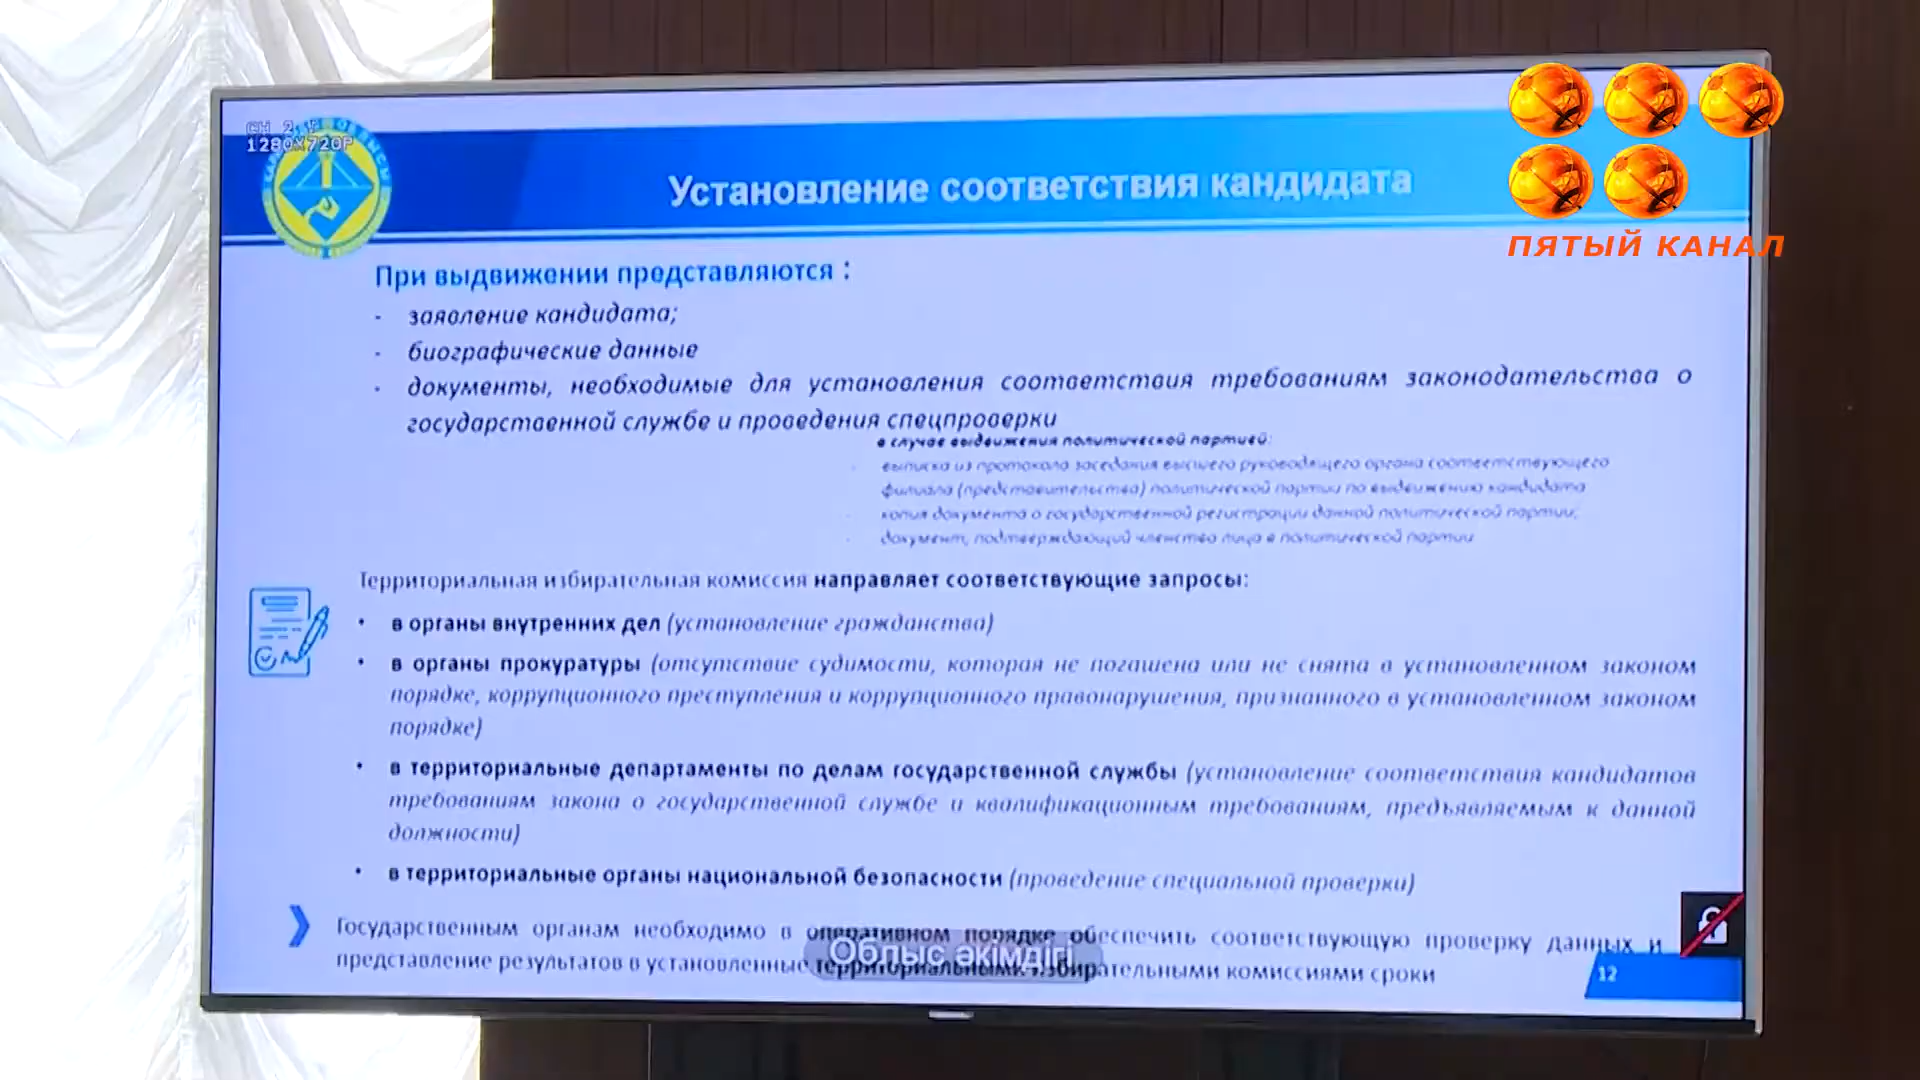 CH 2
1280X720P
Установление соответствия кандидата
ПЯТЫЙ КАНАЛ
При выдвижении представляются :
- заявление кандидата;
- биографические данные
- документы, необходимые для установления соответствия требованиям законодательства о
государственной службе и проведения спецпроверки
в случае выдвижения политической партией:
- выписка из протокола заседания высшего руководящего органа соответствующего
филиала (представительства) политической партии по выдвижению кандидата
- копия документа о государственной регистрации данной политической партии;
- документ, подтверждающий членство лица в политической партии
Территориальная избирательная комиссия направляет соответствующие запросы:
• в органы внутренних дел (установление гражданства)
• в органы прокуратуры (отсутствие судимости, которая не погашена или не снята в установленном законом
порядке, коррупционного преступления и коррупционного правонарушения, признанного в установленном законом
порядке)
• в территориальные департаменты по делам государственной службы (установление соответствия кандидатов
требованиям закона о государственной службе и квалификационным требованиям, предъявляемым к данной
должности)
• в территориальные органы национальной безопасности (проведение специальной проверки)
Государственным органам необходимо в оперативном порядке обеспечить соответствующую проверку данных и
представление результатов в установленные территориальными избирательными комиссиями сроки
Облыс әкімдігі
12